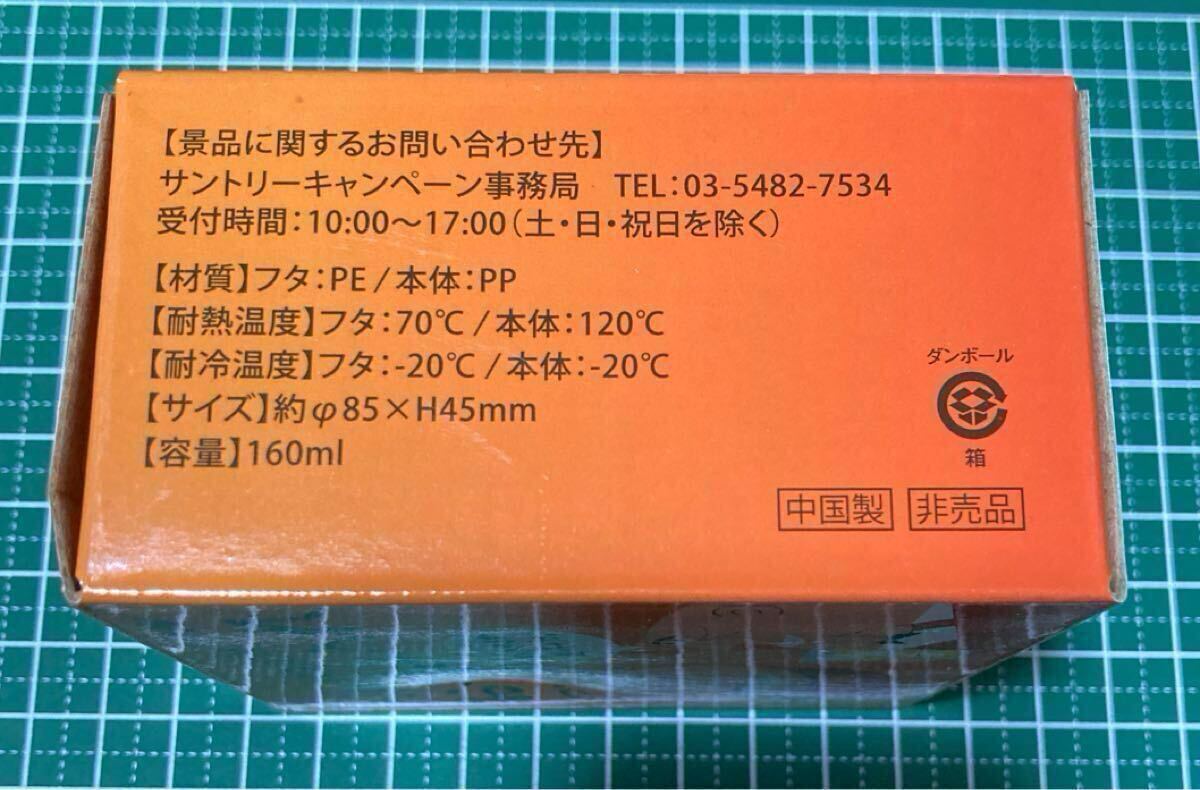 【景品に関するお問い合わせ先】
サントリーキャンペーン事務局　TEL：03-5482-7534
受付時間：10:00～17:00（土・日・祝日を除く）
【材質】フタ：PE / 本体：PP
【耐熱温度】フタ：70℃ / 本体：120℃
【耐冷温度】フタ：-20℃ / 本体：-20℃
【サイズ】約φ85×H45mm
【容量】160ml
ダンボール
箱
中国製　非売品